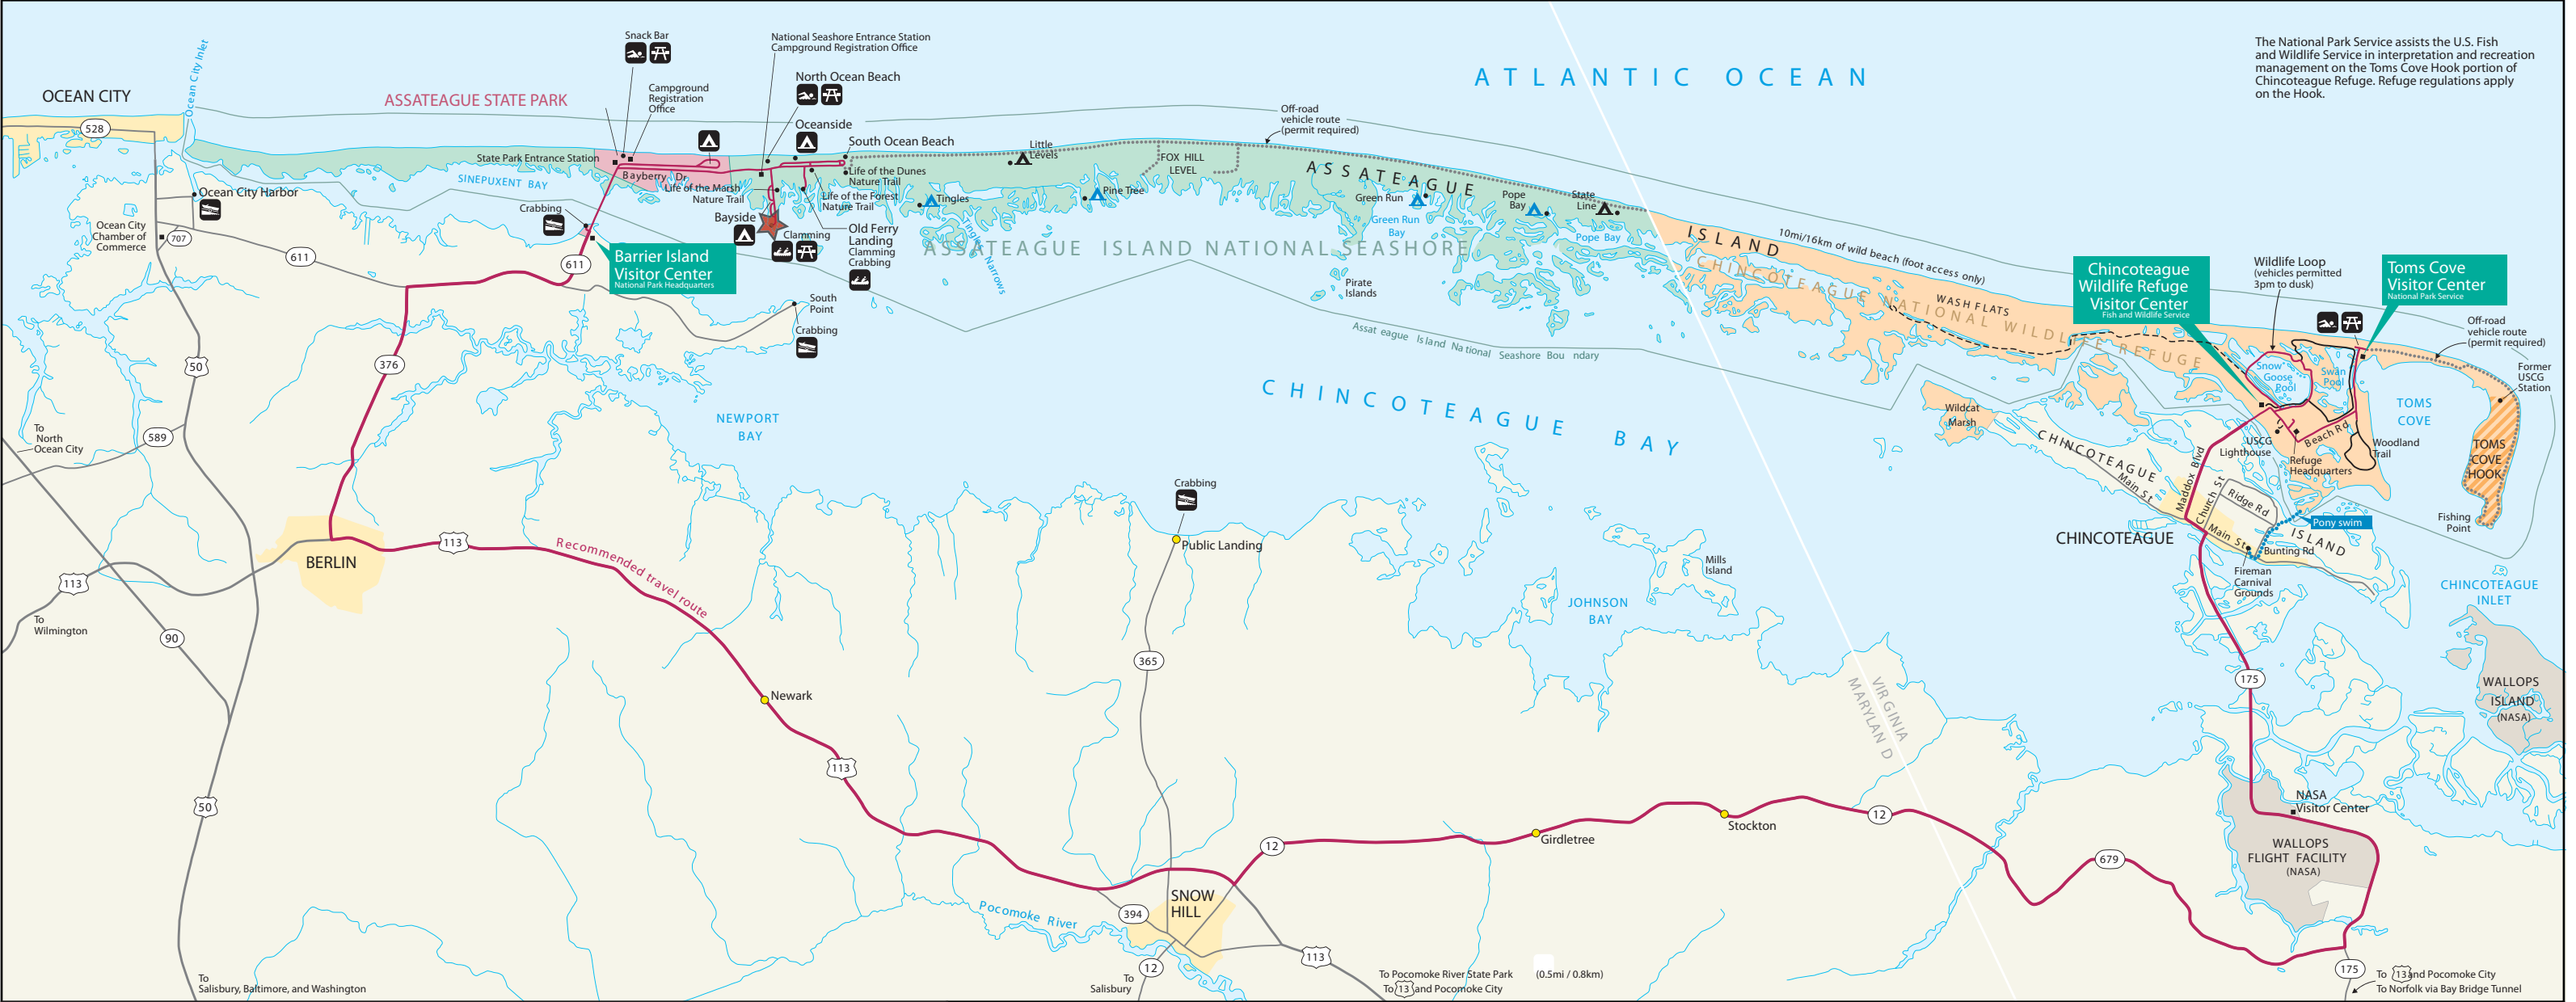 The National Park Service assists the U.S. Fish
and Wildlife Service in interpretation and recreation
management on the Toms Cove Hook portion of
Chincoteague Refuge. Refuge regulations apply
on the Hook.
ATLANTIC OCEAN
OCEAN CITY
Ocean City Inlet
528
ASSATEAGUE STATE PARK
Snack Bar
Campground
Registration
Office
National Seashore Entrance Station
Campground Registration Office
North Ocean Beach
Oceanside
South Ocean Beach
State Park Entrance Station
Bayberry Dr
SINEPUXENT BAY
Life of the Marsh
Nature Trail
Life of the Dunes
Nature Trail
Life of the Forest
Nature Trail
Bayside
Clamming
Old Ferry
Landing
Clamming
Crabbing
Tingles
Tingles Narrows
Little
Levels
Pine Tree
FOX HILL
LEVEL
Off-road
vehicle route
(permit required)
ASSATEAGUE
ISLAND
Green Run
Green Run
Bay
Pope
Bay
Pope Bay
State
Line
ASSATEAGUE ISLAND NATIONAL SEASHORE
Pirate
Islands
Assat eague Island National Seashore Bou ndary
10mi/16km of wild beach (foot access only)
CHINCOTEAGUE NATIONAL WILDLIFE REFUGE
WASH FLATS
Chincoteague
Wildlife Refuge
Visitor Center
Fish and Wildlife Service
Wildlife Loop
(vehicles permitted
3pm to dusk)
Toms Cove
Visitor Center
National Park Service
Off-road
vehicle route
(permit required)
Former
USCG
Station
Snow
Goose
Pool
Swan
Pool
TOMS
COVE
TOMS
COVE
HOOK
Fishing
Point
Woodland
Trail
Beach Rd
USCG
Lighthouse
Refuge
Headquarters
Wildcat
Marsh
CHINCOTEAGUE
ISLAND
Main St
Maddox Blvd
Church St
Ridge Rd
Main St
Bunting Rd
Pony swim
CHINCOTEAGUE
Fireman
Carnival
Grounds
CHINCOTEAGUE
INLET
WALLOPS
ISLAND
(NASA)
175
NASA
Visitor Center
WALLOPS
FLIGHT FACILITY
(NASA)
679
175
To 13 and Pocomoke City
To Norfolk via Bay Bridge Tunnel
Ocean City Harbor
Ocean City
Chamber of
Commerce
707
611
Crabbing
611
Barrier Island
Visitor Center
National Park Headquarters
South
Point
Crabbing
376
50
589
To
North
Ocean City
NEWPORT
BAY
CHINCOTEAGUE BAY
Crabbing
Public Landing
Mills
Island
JOHNSON
BAY
BERLIN
113
113
Recommended travel route
To
Wilmington
90
365
Newark
113
VIRGINIA
MARYLAN D
50
12
Girdletree
Stockton
12
SNOW
HILL
394
Pocomoke River
12
113
To
Salisbury, Baltimore, and Washington
To
Salisbury
To Pocomoke River State Park (0.5mi / 0.8km)
To 13 and Pocomoke City